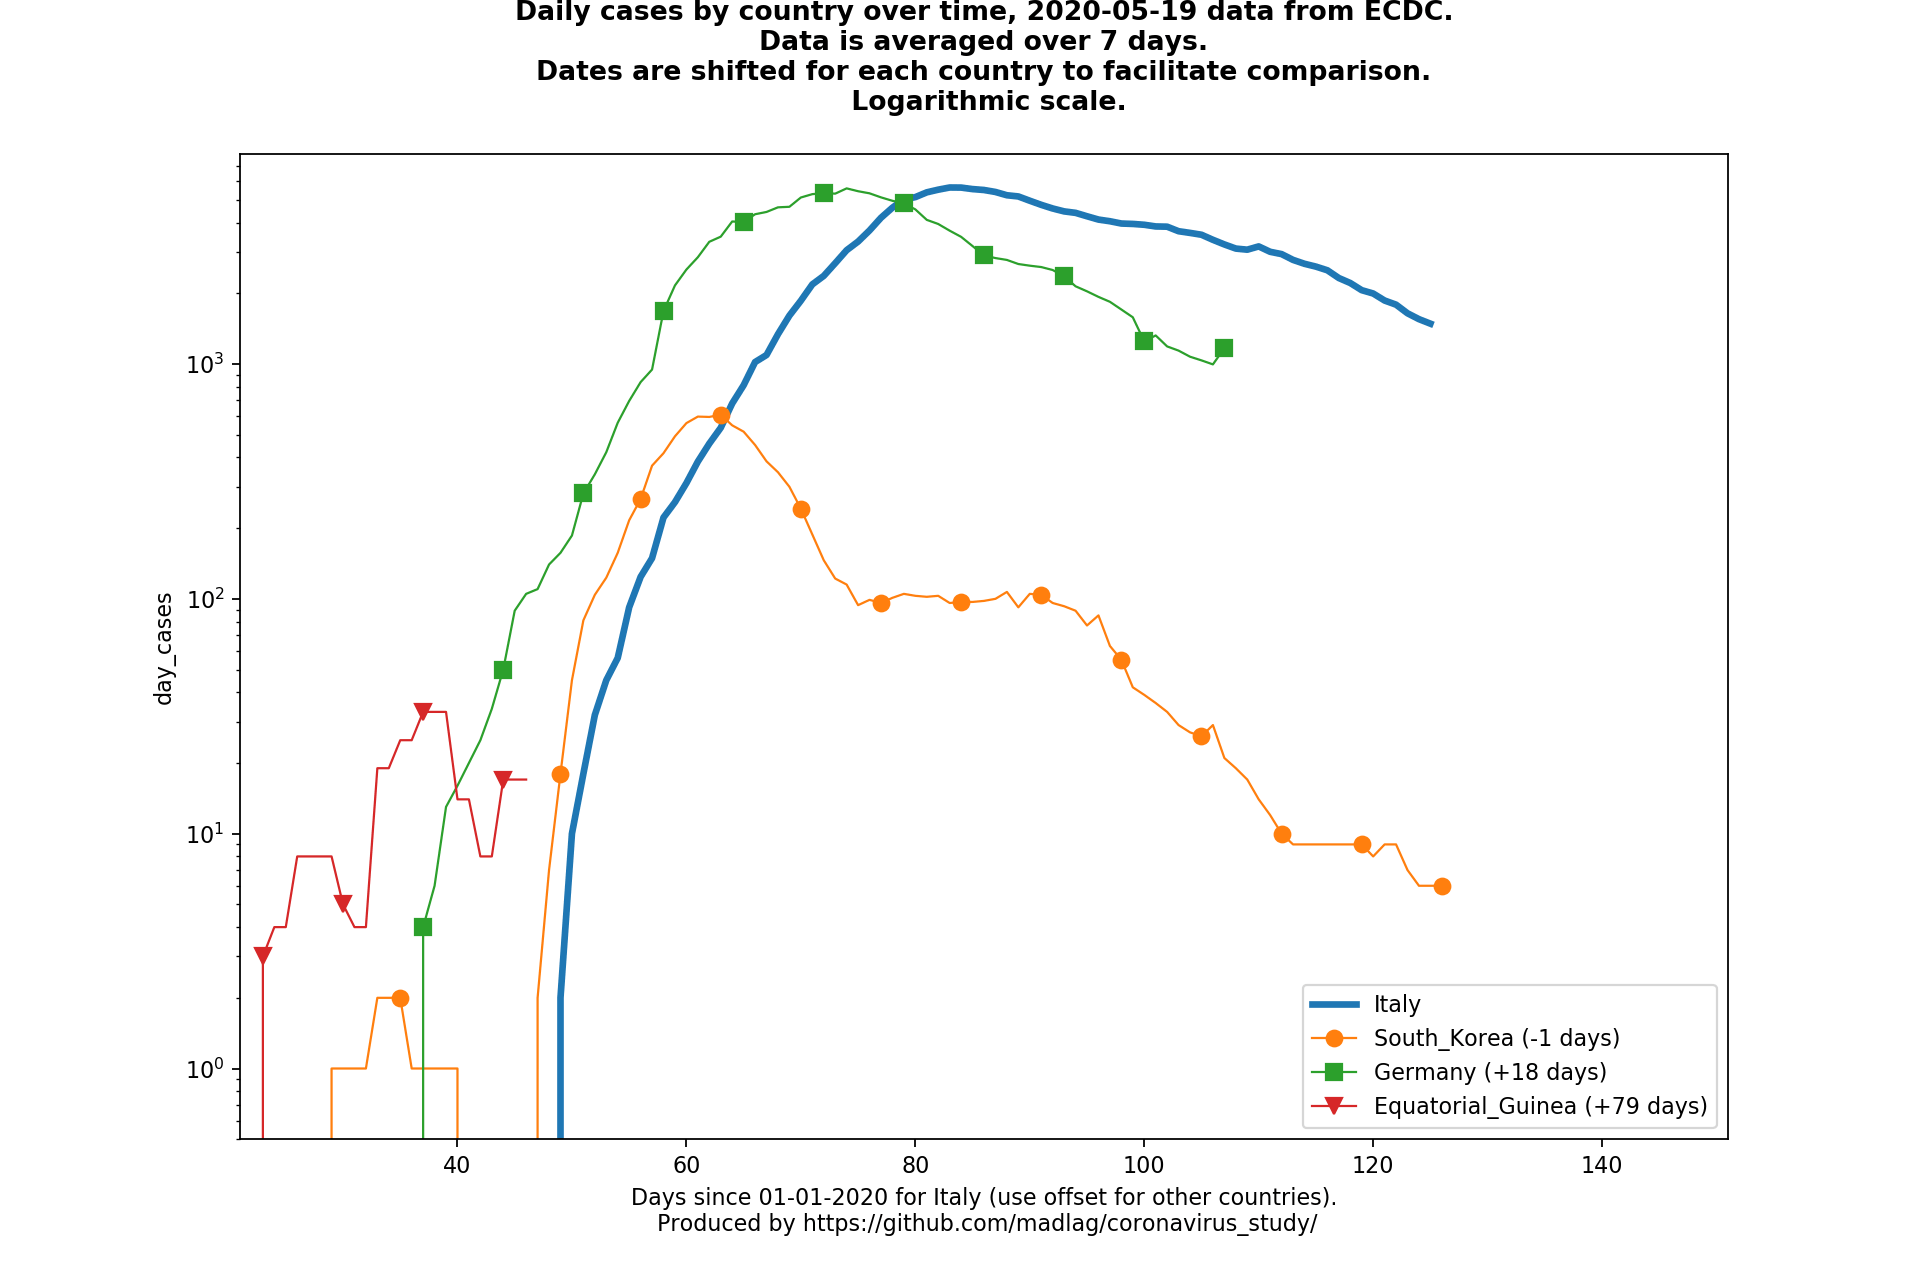 Daily cases by country over time, 2020-05-19 data from ECDC.
Data is averaged over 7 days.
Dates are shifted for each country to facilitate comparison.
Logarithmic scale.
10³
10²
10¹
10⁰
day_cases
40 60 80 100 120 140
Days since 01-01-2020 for Italy (use offset for other countries).
Produced by https://github.com/madlag/coronavirus_study/
Italy
South_Korea (-1 days)
Germany (+18 days)
Equatorial_Guinea (+79 days)